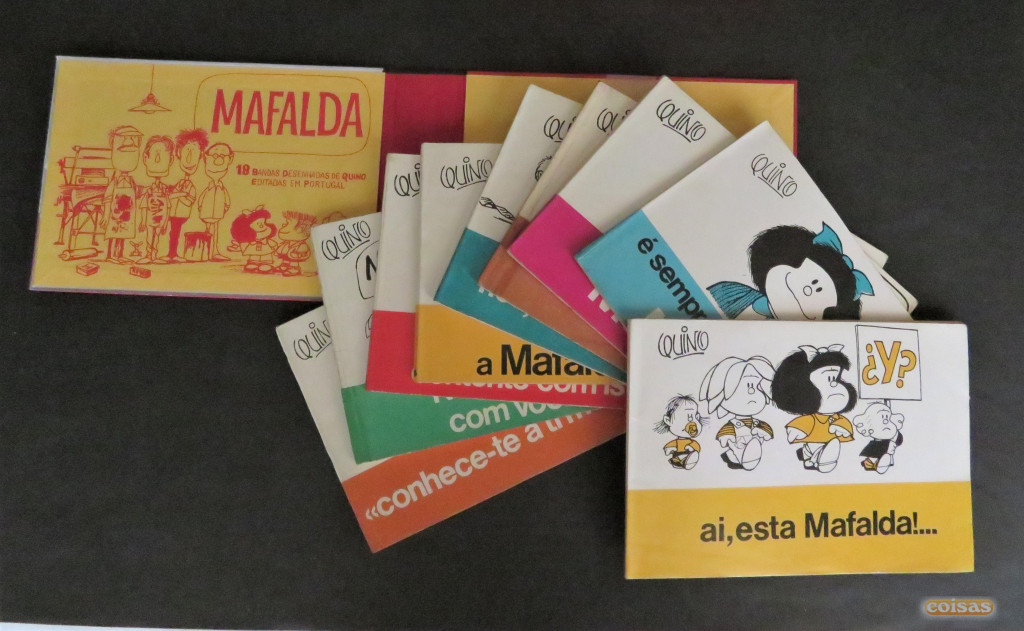 MAFALDA
18 BANDAS DESENHADAS DE QUINO
EDITADAS EM PORTUGAL
QUINO
QUINO
QUINO
QUINO
QUINO
QUINO
é sempre
QUINO
a Mafalda
com
«conhece-te a ti
QUINO
¿Y?
ai, esta Mafalda!...
coisas